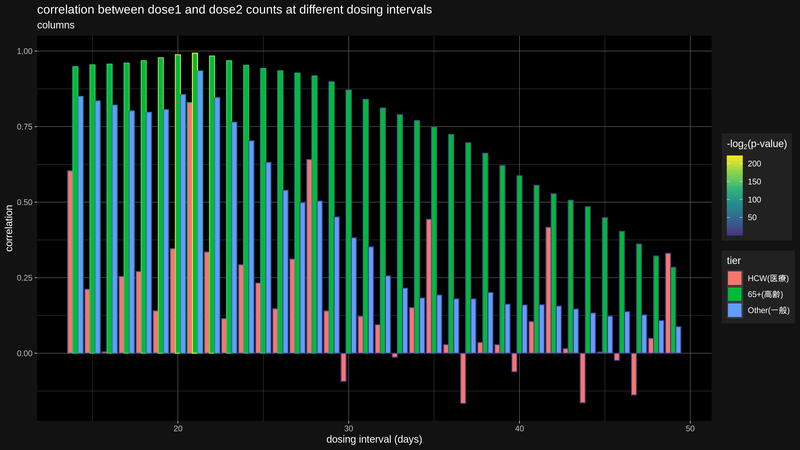 correlation between dose1 and dose2 counts at different dosing intervals
columns
correlation
1.00
0.75
0.50
0.25
0.00
20
30
40
50
dosing interval (days)
-log₂(p-value)
200
150
100
50
tier
HCW(医療)
65+(高齢)
Other(一般)